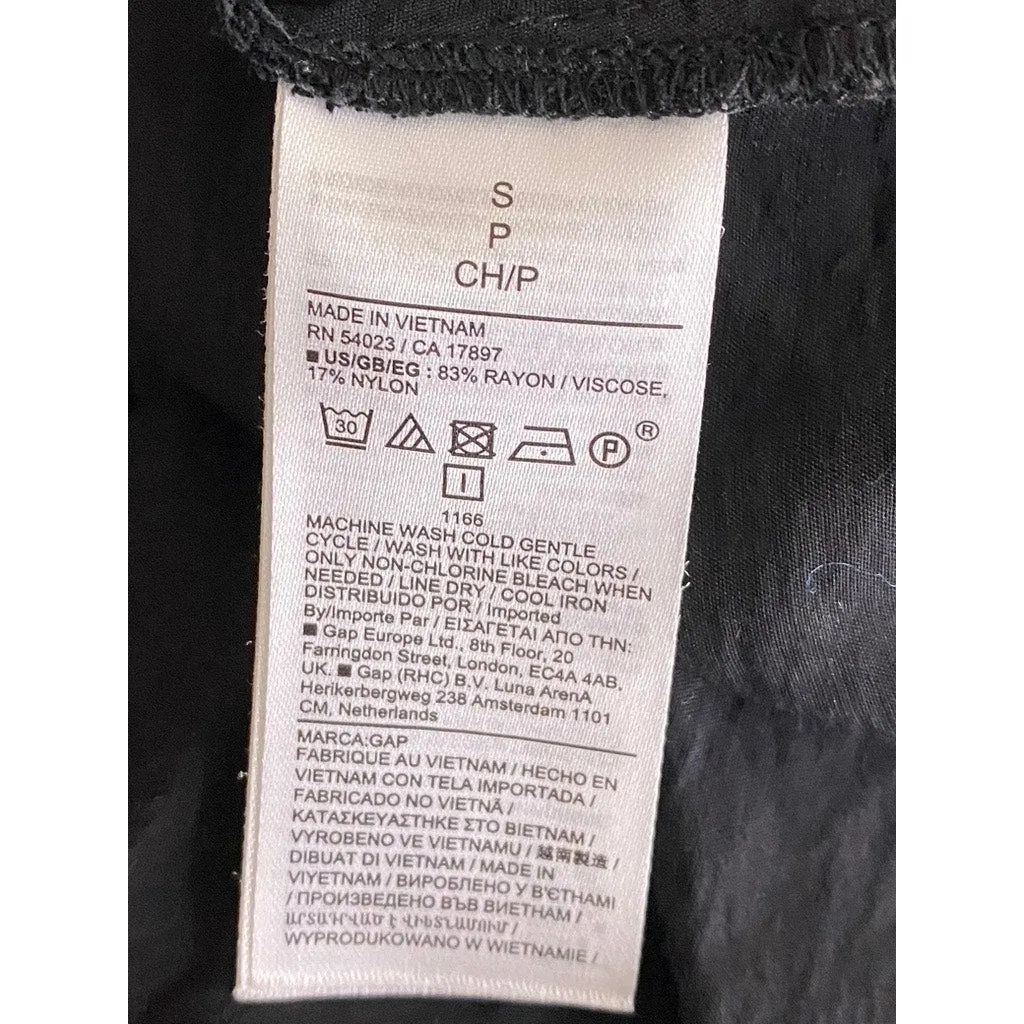 S
P
CH/P
MADE IN VIETNAM
RN 54023 / CA 17897
■ US/GB/EG : 83% RAYON / VISCOSE,
17% NYLON
30
P ®
I
1166
MACHINE WASH COLD GENTLE
CYCLE / WASH WITH LIKE COLORS /
ONLY NON-CHLORINE BLEACH WHEN
NEEDED / LINE DRY / COOL IRON
DISTRIBUIDO POR / Imported
By/Importe Par / ΕΙΣΑΓΕΤΑΙ ΑΠΟ ΤΗΝ:
■ Gap Europe Ltd., 8th Floor, 20
Farringdon Street, London, EC4A 4AB,
UK. ■ Gap (RHC) B.V. Luna ArenA
Herikerbergweg 238 Amsterdam 1101
CM, Netherlands
MARCA:GAP
FABRIQUE AU VIETNAM / HECHO EN
VIETNAM CON TELA IMPORTADA /
FABRICADO NO VIETNÃ /
ΚΑΤΑΣΚΕΥΑΣΤΗΚΕ ΣΤΟ ΒΙΕΤΝΑΜ /
VYROBENO VE VIETNAMU / 越南製造 /
DIBUAT DI VIETNAM / MADE IN
VIYETNAM / ВИРОБЛЕНО У В'ЄТНАМІ
/ ПРОИЗВЕДЕНО ВЪВ ВИЕТНАМ /
ԱՐՏԱԴՐՎԱԾ Է ՎԻԵՏՆԱՄՈՒՄ /
WYPRODUKOWANO W WIETNAMIE /